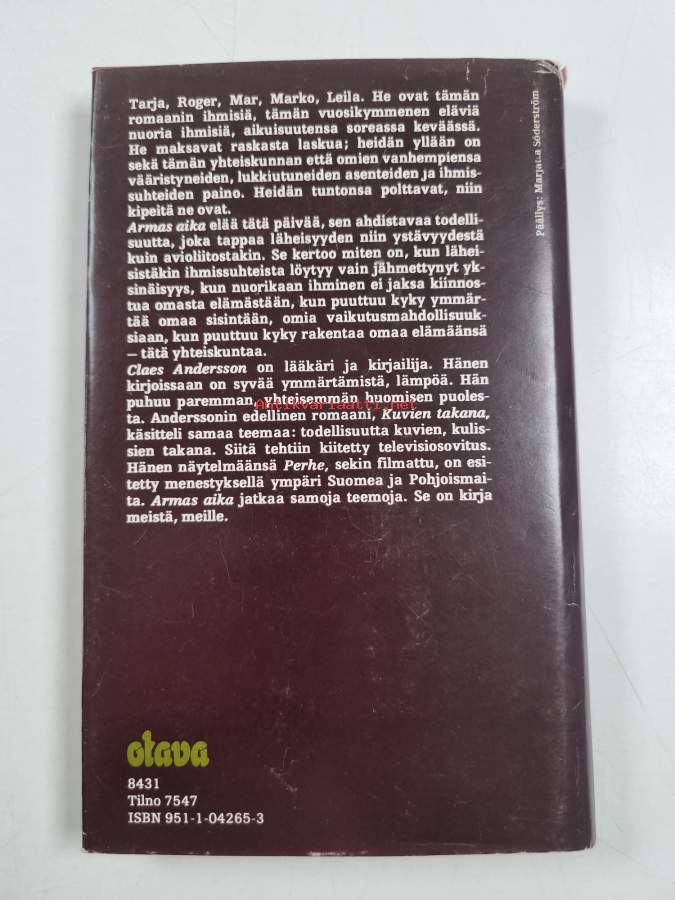 Tarja, Roger, Mar, Marko, Leila. He ovat tämän
romaanin ihmisiä, tämän vuosikymmenen eläviä
nuoria ihmisiä, aikuisuutensa soreassa keväässä.
He maksavat raskasta laskua; heidän yllään on
sekä tämän yhteiskunnan että omien vanhempiensa
vääristyneiden, lukkiutuneiden asenteiden ja ihmis-
suhteiden paino. Heidän tuntonsa polttavat, niin
kipeitä ne ovat.
Armas aika elää tätä päivää, sen ahdistavaa todelli-
suutta, joka tappaa läheisyyden niin ystävyydestä
kuin avioliitostakin. Se kertoo miten on, kun lähei-
sistäkin ihmissuhteista löytyy vain jähmettynyt yk-
sinäisyys, kun nuorikaan ihminen ei jaksa kiinnos-
tua omasta elämästään, kun puuttuu kyky ymmär-
tää omaa sisintään, omia vaikutusmahdollisuuk-
siaan, kun puuttuu kyky rakentaa omaa elämäänsä
– tätä yhteiskuntaa.
Claes Andersson on lääkäri ja kirjailija. Hänen
kirjoissaan on syvää ymmärtämistä, lämpöä. Hän
puhuu paremman, yhteisemmän huomisen puoles-
ta. Anderssonin edellinen romaani, Kuvien takana,
käsitteli samaa teemaa: todellisuutta kuvien, kulis-
sien takana. Siitä tehtiin kiitetty televisiosovitus.
Hänen näytelmäänsä Perhe, sekin filmattu, on esi-
tetty menestyksellä ympäri Suomea ja Pohjoismai-
ta. Armas aika jatkaa samoja teemoja. Se on kirja
meistä, meille.
Antikvariaatti.net
Päällys: Marjatta Söderström
otava
8431
Tilno 7547
ISBN 951-1-04265-3